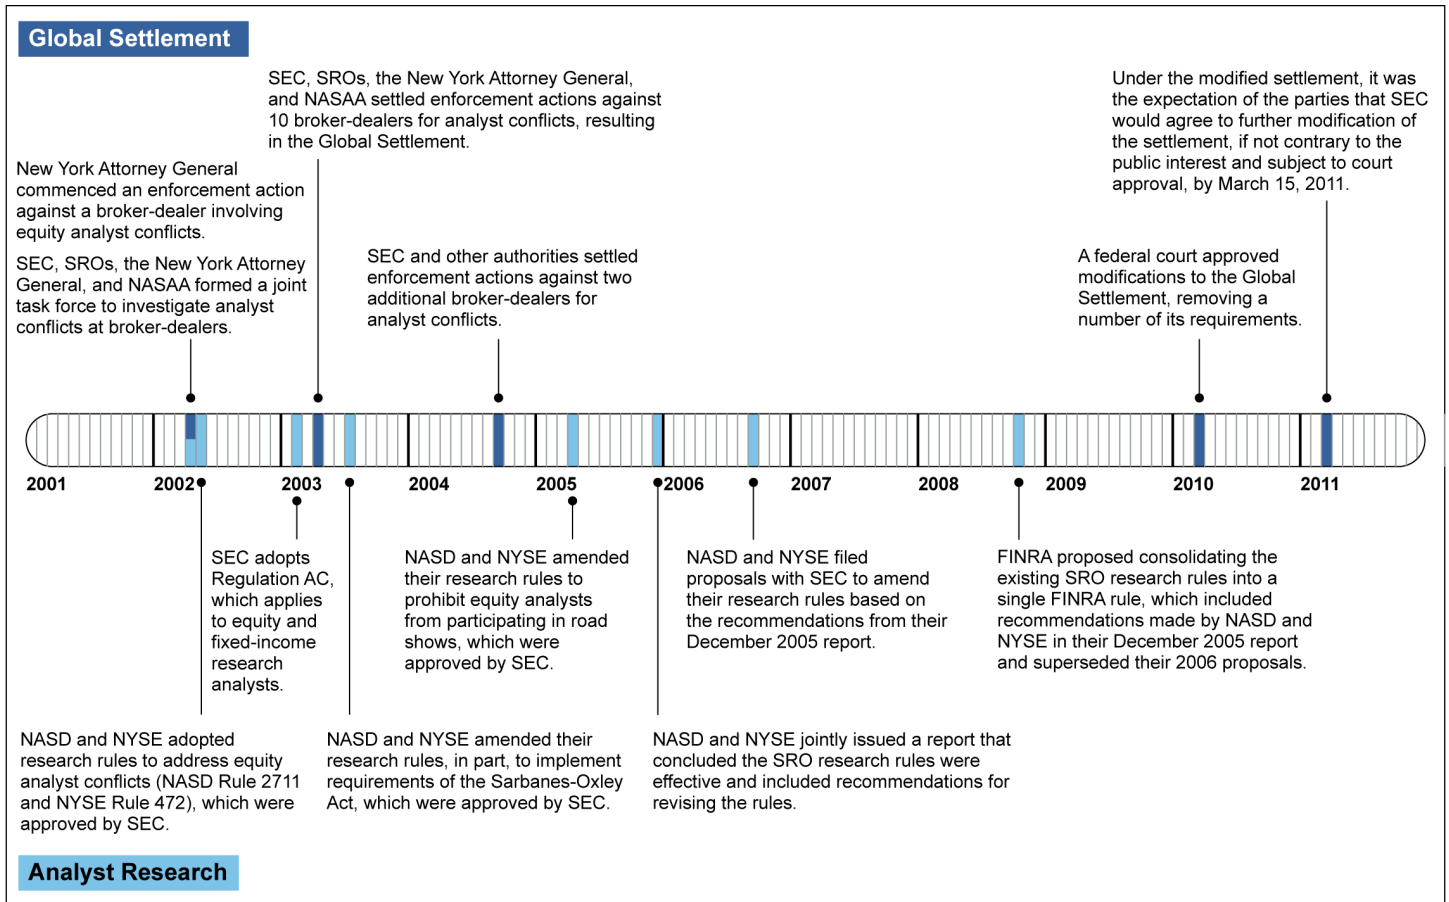 Global Settlement
SEC, SROs, the New York Attorney General,
and NASAA settled enforcement actions against
10 broker-dealers for analyst conflicts, resulting
in the Global Settlement.
Under the modified settlement, it was
the expectation of the parties that SEC
would agree to further modification of
the settlement, if not contrary to the
public interest and subject to court
approval, by March 15, 2011.
New York Attorney General
commenced an enforcement action
against a broker-dealer involving
equity analyst conflicts.
SEC, SROs, the New York Attorney
General, and NASAA formed a joint
task force to investigate analyst
conflicts at broker-dealers.
SEC and other authorities settled
enforcement actions against two
additional broker-dealers for
analyst conflicts.
A federal court approved
modifications to the Global
Settlement, removing a
number of its requirements.
2001 2002 2003 2004 2005 2006 2007 2008 2009 2010 2011
SEC adopts
Regulation AC,
which applies
to equity and
fixed-income
research
analysts.
NASD and NYSE amended
their research rules to
prohibit equity analysts
from participating in road
shows, which were
approved by SEC.
NASD and NYSE filed
proposals with SEC to amend
their research rules based on
the recommendations from their
December 2005 report.
FINRA proposed consolidating the
existing SRO research rules into a
single FINRA rule, which included
recommendations made by NASD and
NYSE in their December 2005 report
and superseded their 2006 proposals.
NASD and NYSE adopted
research rules to address equity
analyst conflicts (NASD Rule 2711
and NYSE Rule 472), which were
approved by SEC.
NASD and NYSE amended their
research rules, in part, to implement
requirements of the Sarbanes-Oxley
Act, which were approved by SEC.
NASD and NYSE jointly issued a report that
concluded the SRO research rules were
effective and included recommendations for
revising the rules.
Analyst Research